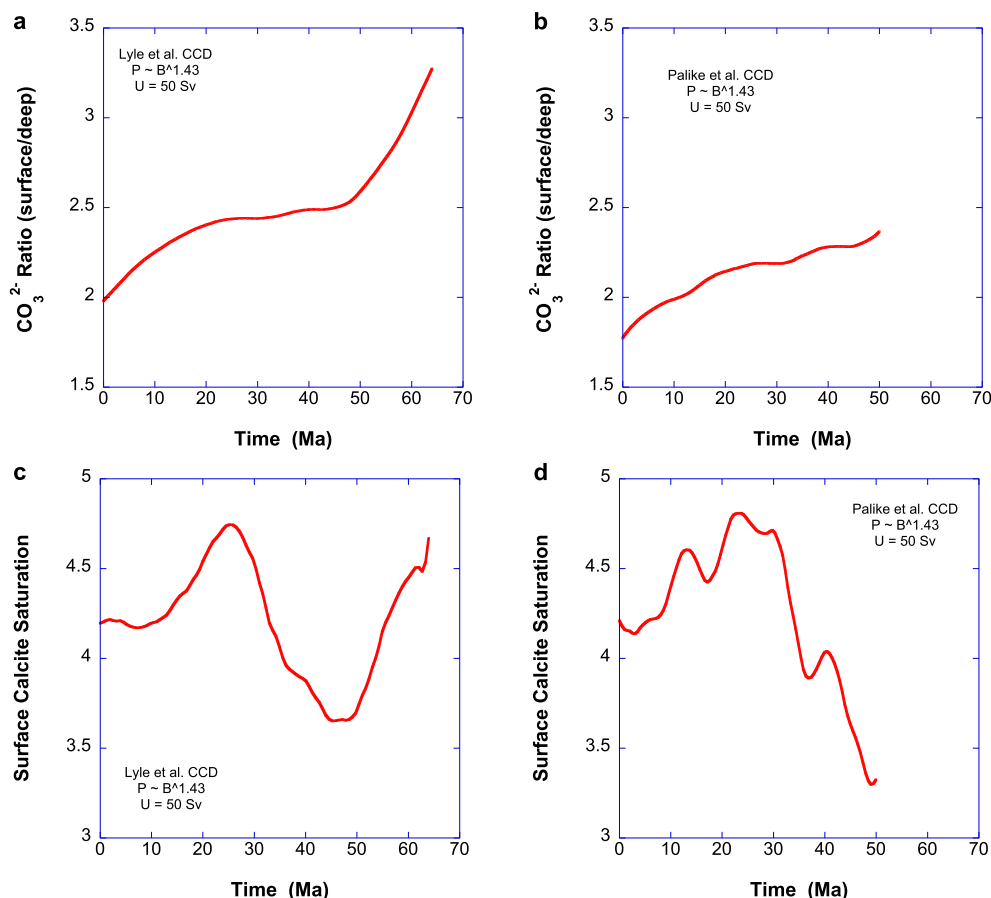 a
Lyle et al. CCD
P ~ B^1.43
U = 50 Sv
CO₃²⁻ Ratio (surface/deep)
3.5
3
2.5
2
1.5
0 10 20 30 40 50 60 70
Time (Ma)
b
Palike et al. CCD
P ~ B^1.43
U = 50 Sv
CO₃²⁻ Ratio (surface/deep)
3.5
3
2.5
2
1.5
0 10 20 30 40 50 60 70
Time (Ma)
c
Lyle et al. CCD
P ~ B^1.43
U = 50 Sv
Surface Calcite Saturation
5
4.5
4
3.5
3
0 10 20 30 40 50 60 70
Time (Ma)
d
Palike et al. CCD
P ~ B^1.43
U = 50 Sv
Surface Calcite Saturation
5
4.5
4
3.5
3
0 10 20 30 40 50 60 70
Time (Ma)